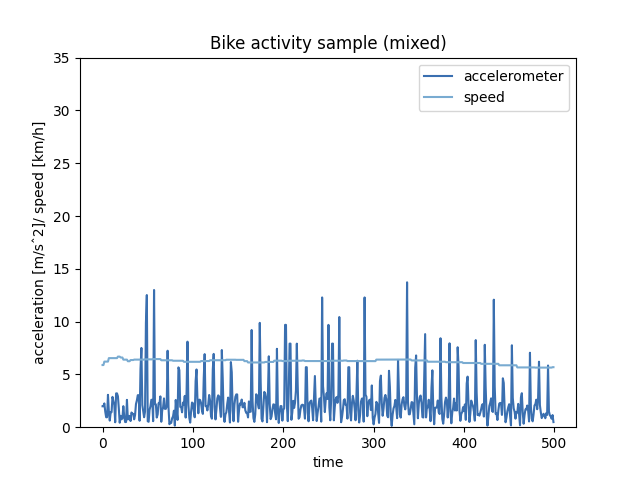 Bike activity sample (mixed)
accelerometer
speed
35
30
25
20
15
10
5
0
acceleration [m/sˆ2]/ speed [km/h]
0 100 200 300 400 500
time